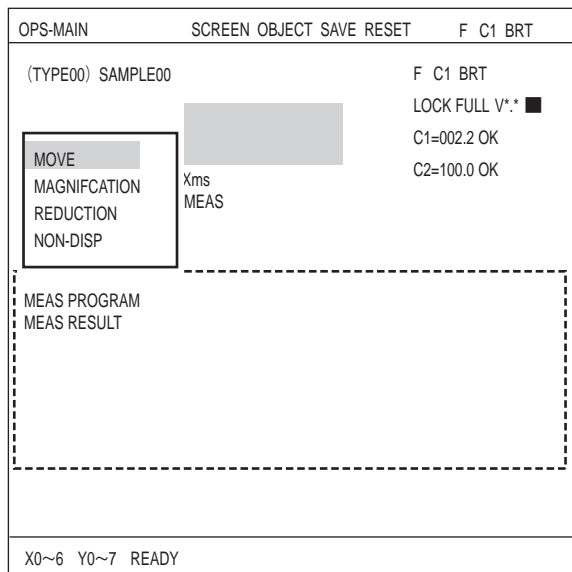 OPS-MAIN SCREEN OBJECT SAVE RESET F C1 BRT
(TYPE00) SAMPLE00 F C1 BRT
LOCK FULL V*.* ■
C1=002.2 OK
C2=100.0 OK
MOVE
MAGNIFCATION
REDUCTION
NON-DISP
Xms
MEAS
MEAS PROGRAM
MEAS RESULT
X0~6 Y0~7 READY